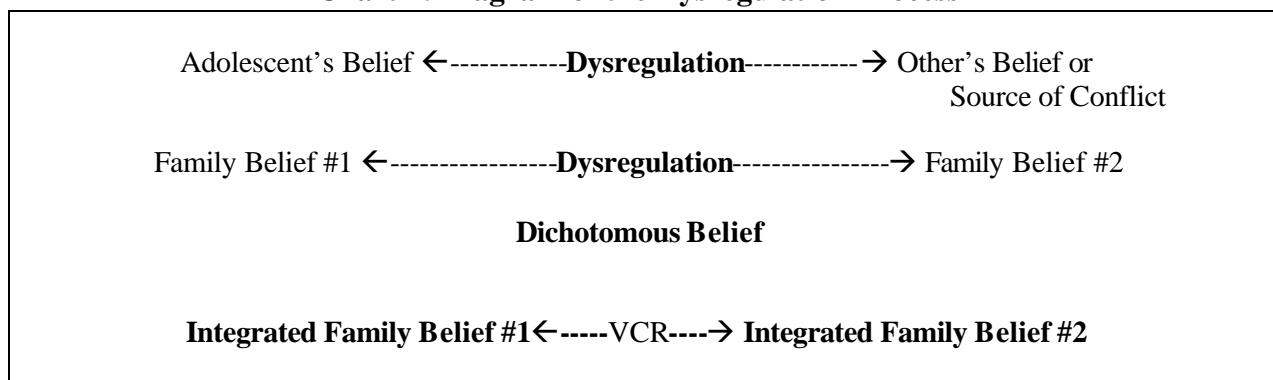 Adolescent's Belief ←------------Dysregulation------------→ Other's Belief or
Source of Conflict
Family Belief #1 ←-----------------Dysregulation----------------→ Family Belief #2
Dichotomous Belief
Integrated Family Belief #1←-----VCR----→ Integrated Family Belief #2